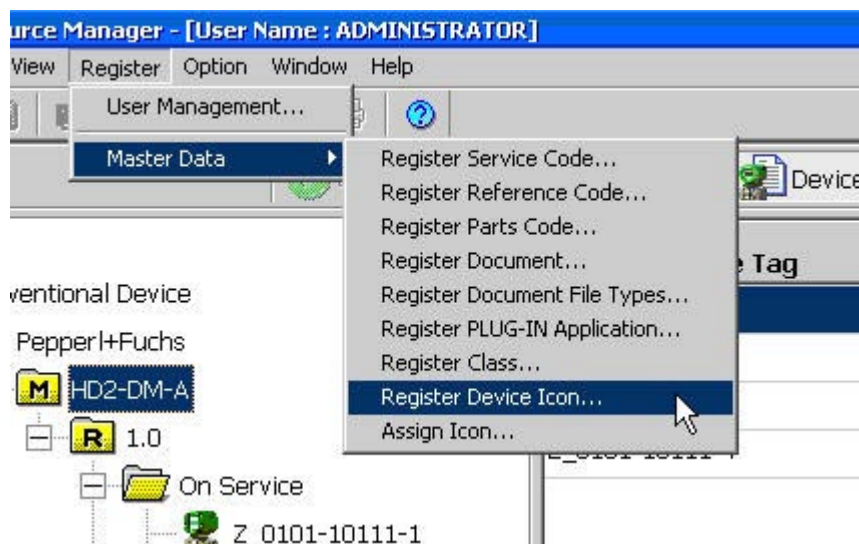 urce Manager - [User Name : ADMINISTRATOR]
View Register Option Window Help
User Management...
Master Data
Register Service Code...
Register Reference Code...
Register Parts Code...
Register Document...
Register Document File Types...
Register PLUG-IN Application...
Register Class...
Register Device Icon...
Assign Icon...
Device
Tag
ventional Device
Pepperl+Fuchs
M HD2-DM-A
R 1.0
On Service
Z_0101-10111-1